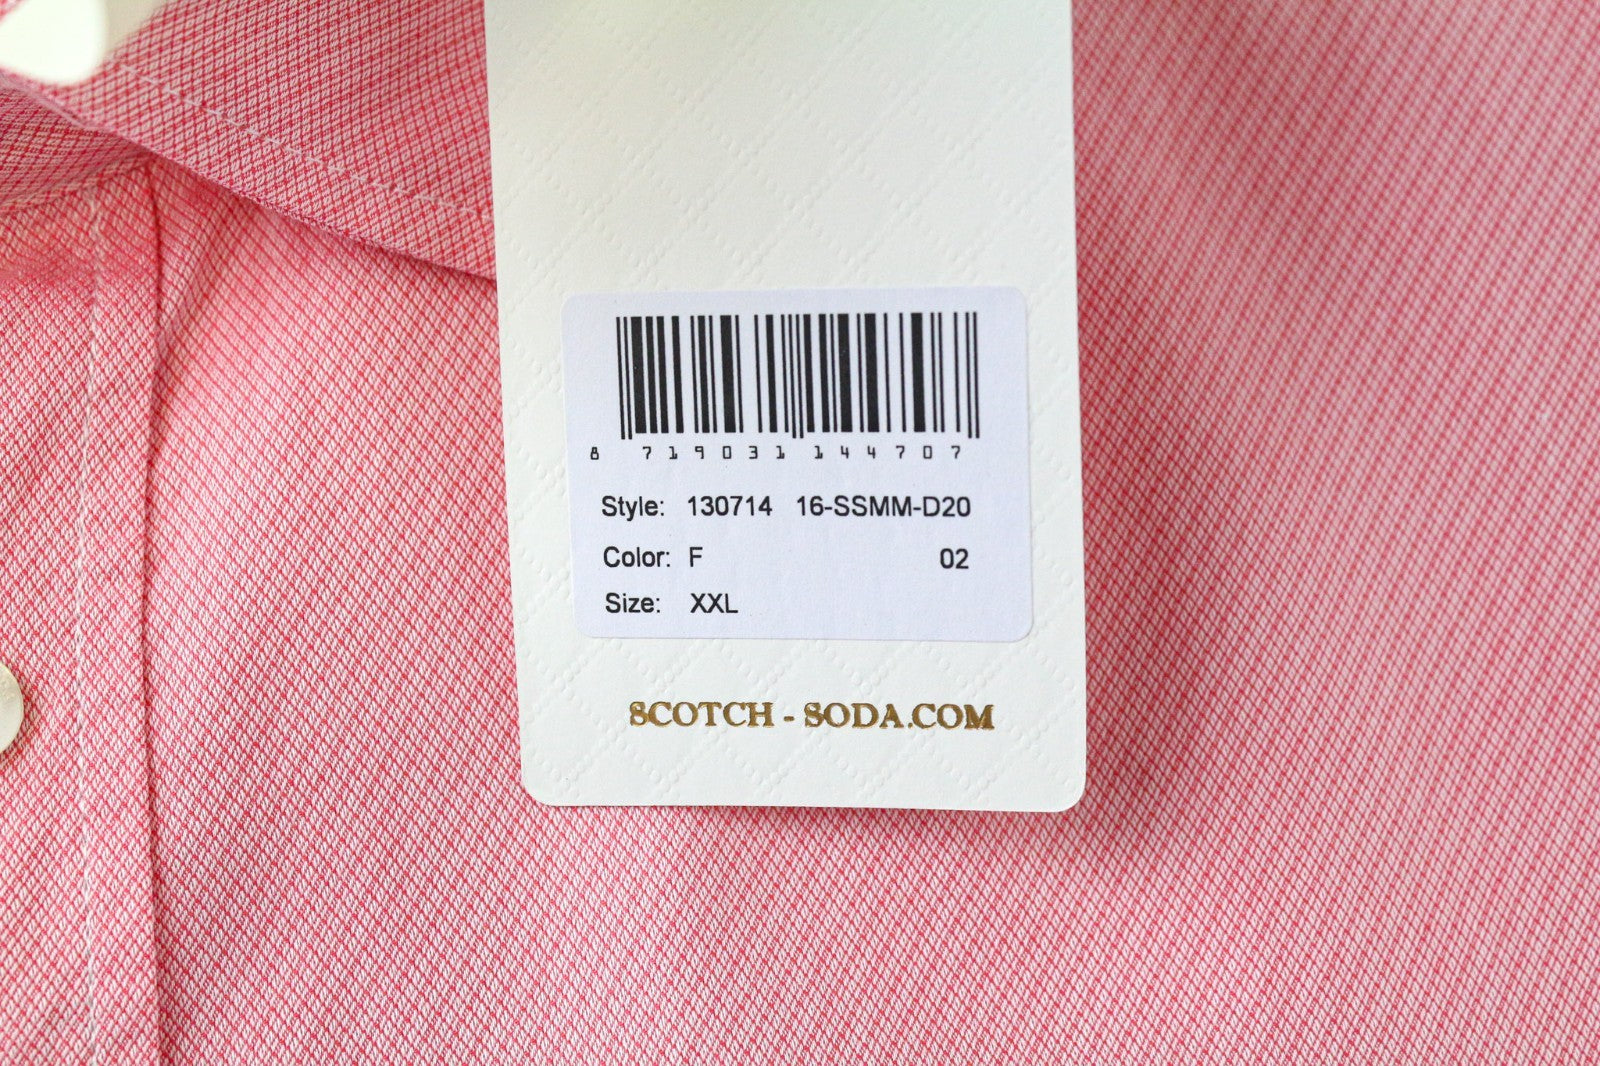 8 719031 144707
Style: 130714 16-SSMM-D20
Color: F 02
Size: XXL
SCOTCH - SODA.COM